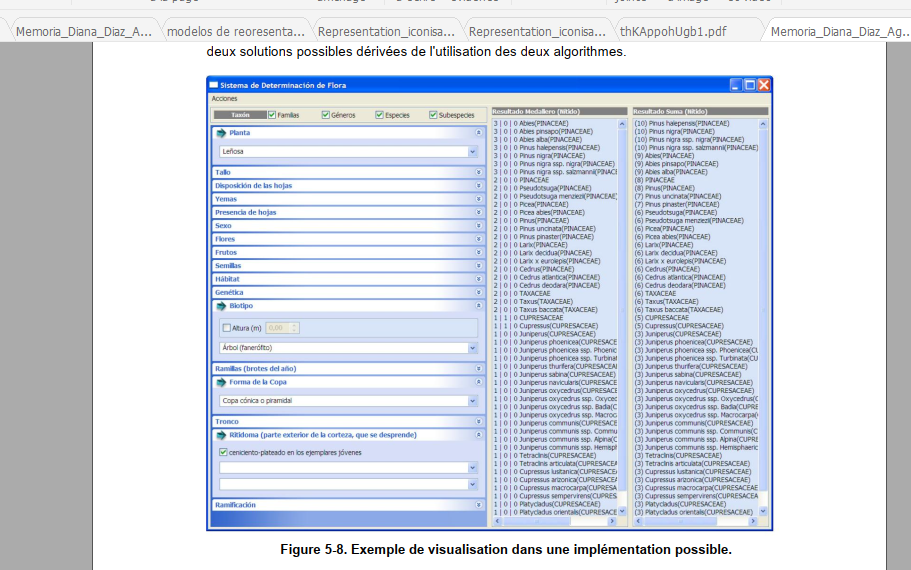 Memoria_Diana_Diaz_A...
modelos de reoresenta...
Representation_iconisa...
Representation_iconisa...
thKAppohUgb1.pdf
Memoria_Diana_Diaz_Ag...
deux solutions possibles dérivées de l'utilisation des deux algorithmes.
Sistema de Determinación de Flora
Acciones
Taxón Familias Géneros Especies Subespecies
Planta
Leñosa
Tallo
Disposición de las hojas
Yemas
Presencia de hojas
Sexo
Flores
Frutos
Semillas
Hábitat
Genética
Biotipo
Altura (m) 0,00
Árbol (fanerófito)
Ramillas (brotes del año)
Forma de la Copa
Copa cónica o piramidal
Tronco
Ritidoma (parte exterior de la corteza, que se desprende)
ceniciento-plateado en los ejemplares jóvenes
Ramificación
Resultado Medallero (Nítido)
3 | 0 | 0 Abies(PINACEAE)
3 | 0 | 0 Abies pinsapo(PINACEAE)
3 | 0 | 0 Abies alba(PINACEAE)
3 | 0 | 0 Pinus halepensis(PINACEAE)
3 | 0 | 0 Pinus nigra(PINACEAE)
3 | 0 | 0 Pinus nigra ssp. nigra(PINACEAE)
3 | 0 | 0 Pinus nigra ssp. salzmannii(PINACE
2 | 0 | 0 PINACEAE
2 | 0 | 0 Pseudotsuga(PINACEAE)
2 | 0 | 0 Pseudotsuga menziezii(PINACEAE)
2 | 0 | 0 Picea(PINACEAE)
2 | 0 | 0 Picea abies(PINACEAE)
2 | 0 | 0 Pinus(PINACEAE)
2 | 0 | 0 Pinus uncinata(PINACEAE)
2 | 0 | 0 Pinus pinaster(PINACEAE)
2 | 0 | 0 Larix(PINACEAE)
2 | 0 | 0 Larix decidua(PINACEAE)
2 | 0 | 0 Larix x eurolepis(PINACEAE)
2 | 0 | 0 Cedrus(PINACEAE)
2 | 0 | 0 Cedrus atlantica(PINACEAE)
2 | 0 | 0 Cedrus deodara(PINACEAE)
2 | 0 | 0 TAXACEAE
2 | 0 | 0 Taxus(TAXACEAE)
2 | 0 | 0 Taxus baccata(TAXACEAE)
1 | 1 | 0 CUPRESACEAE
1 | 1 | 0 Cupressus(CUPRESACEAE)
1 | 0 | 0 Juniperus(CUPRESACEAE)
1 | 0 | 0 Juniperus phoenicea(CUPRESACEAE
1 | 0 | 0 Juniperus phoenicea ssp. Phoenic
1 | 0 | 0 Juniperus phoenicea ssp. Turbinat
1 | 0 | 0 Juniperus thurifera(CUPRESACEAE
1 | 0 | 0 Juniperus sabina(CUPRESACEAE)
1 | 0 | 0 Juniperus navicularis(CUPRESACEAE
1 | 0 | 0 Juniperus oxycedrus(CUPRESACEAE
1 | 0 | 0 Juniperus oxycedrus ssp. Oxyced
1 | 0 | 0 Juniperus oxycedrus ssp. Badia(C
1 | 0 | 0 Juniperus oxycedrus ssp. Macroc
1 | 0 | 0 Juniperus communis(CUPRESACEA
1 | 0 | 0 Juniperus communis ssp. Commu
1 | 0 | 0 Juniperus communis ssp. Alpina(C
1 | 0 | 0 Juniperus communis ssp. Hemisph
1 | 0 | 0 Tetraclinis(CUPRESACEAE)
1 | 0 | 0 Tetraclinis articulata(CUPRESACEA
1 | 0 | 0 Cupressus lusitanica(CUPRESACEA
1 | 0 | 0 Cupressus arizonica(CUPRESACEAE
1 | 0 | 0 Cupressus macrocarpa(CUPRESA
1 | 0 | 0 Cupressus sempervirens(CUPRESA
1 | 0 | 0 Platycladus(CUPRESACEAE)
1 | 0 | 0 Platycladus orientalis(CUPRESACE
Resultado Suma (Nítido)
(10) Pinus halepensis(PINACEAE)
(10) Pinus nigra(PINACEAE)
(10) Pinus nigra ssp. nigra(PINACEAE)
(10) Pinus nigra ssp. salzmannii(PINACE
(9) Abies(PINACEAE)
(9) Abies pinsapo(PINACEAE)
(9) Abies alba(PINACEAE)
(8) PINACEAE
(8) Pinus(PINACEAE)
(7) Pinus uncinata(PINACEAE)
(7) Pinus pinaster(PINACEAE)
(6) Pseudotsuga(PINACEAE)
(6) Pseudotsuga menziezii(PINACEAE)
(6) Picea(PINACEAE)
(6) Picea abies(PINACEAE)
(6) Larix(PINACEAE)
(6) Larix decidua(PINACEAE)
(6) Larix x eurolepis(PINACEAE)
(6) Cedrus(PINACEAE)
(6) Cedrus atlantica(PINACEAE)
(6) Cedrus deodara(PINACEAE)
(6) TAXACEAE
(6) Taxus(TAXACEAE)
(6) Taxus baccata(TAXACEAE)
(5) CUPRESACEAE
(5) Cupressus(CUPRESACEAE)
(3) Juniperus(CUPRESACEAE)
(3) Juniperus phoenicea(CUPRESACEAE)
(3) Juniperus phoenicea ssp. Phoenicea(
(3) Juniperus phoenicea ssp. Turbinata(CU
(3) Juniperus thurifera(CUPRESACEAE)
(3) Juniperus sabina(CUPRESACEAE)
(3) Juniperus navicularis(CUPRESACEAE)
(3) Juniperus oxycedrus(CUPRESACEAE)
(3) Juniperus oxycedrus ssp. Oxycedrus(
(3) Juniperus oxycedrus ssp. Badia(CUPRE
(3) Juniperus oxycedrus ssp. Macrocarpa(
(3) Juniperus communis(CUPRESACEAE)
(3) Juniperus communis ssp. Communis(C
(3) Juniperus communis ssp. Alpina(CUPRE
(3) Juniperus communis ssp. Hemisphaeric
(3) Tetraclinis(CUPRESACEAE)
(3) Tetraclinis articulata(CUPRESACEAE)
(3) Cupressus lusitanica(CUPRESACEAE)
(3) Cupressus arizonica(CUPRESACEAE)
(3) Cupressus macrocarpa(CUPRESACEAE)
(3) Cupressus sempervirens(CUPRESACEAE)
(3) Platycladus(CUPRESACEAE)
(3) Platycladus orientalis(CUPRESACEAE)
Figure 5-8. Exemple de visualisation dans une implémentation possible.